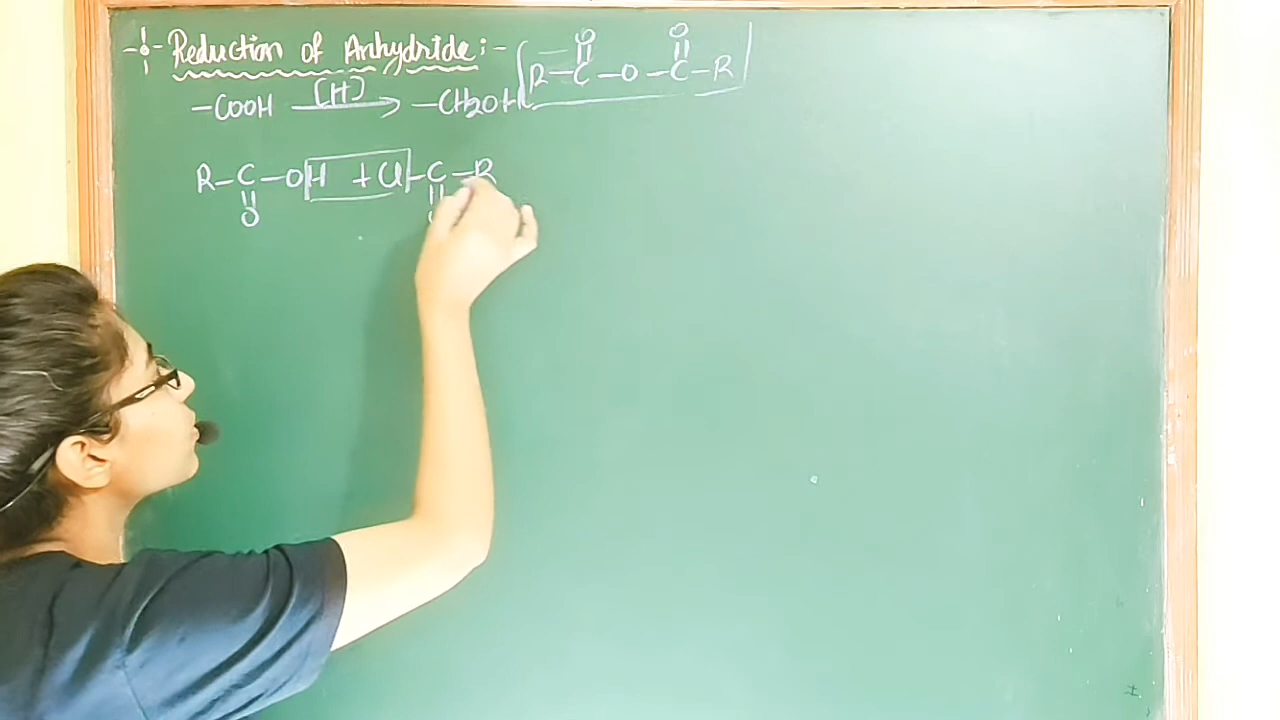 Reduction of Anhydride :-
O O
|| ||
R-C-O-C-R
-COOH [H] → -CH2OH
R-C-OH + Cl-C-R
|| ||
O